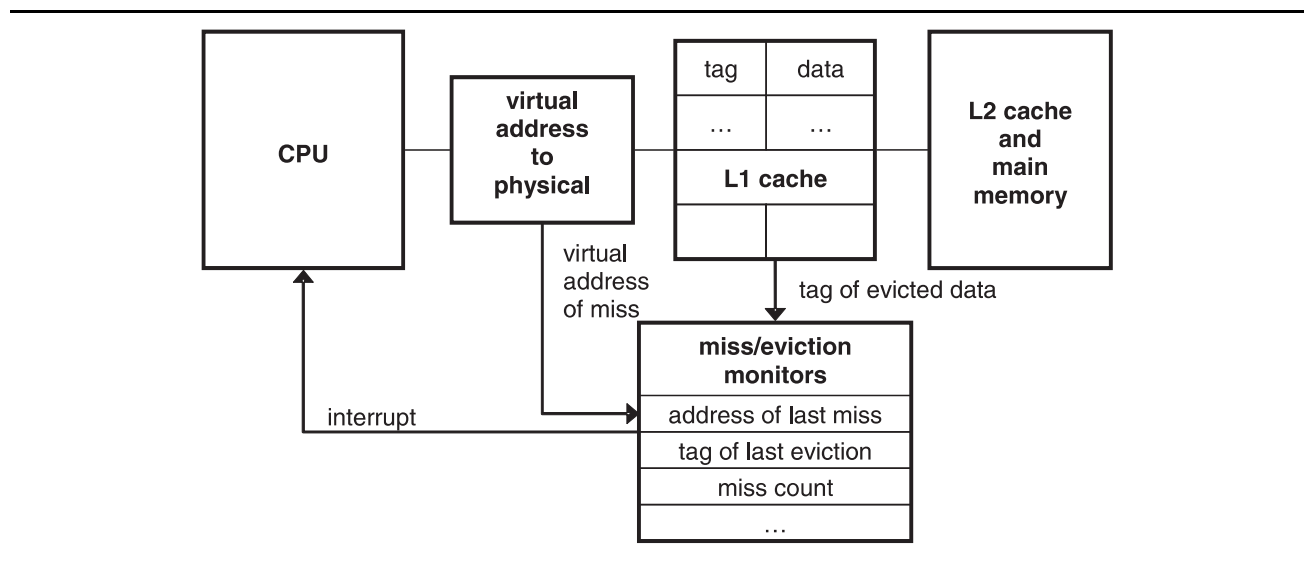 CPU
virtual
address
to
physical
tag
data
…
…
L1 cache
L2 cache
and
main
memory
virtual
address
of miss
tag of evicted data
interrupt
miss/eviction
monitors
address of last miss
tag of last eviction
miss count
…